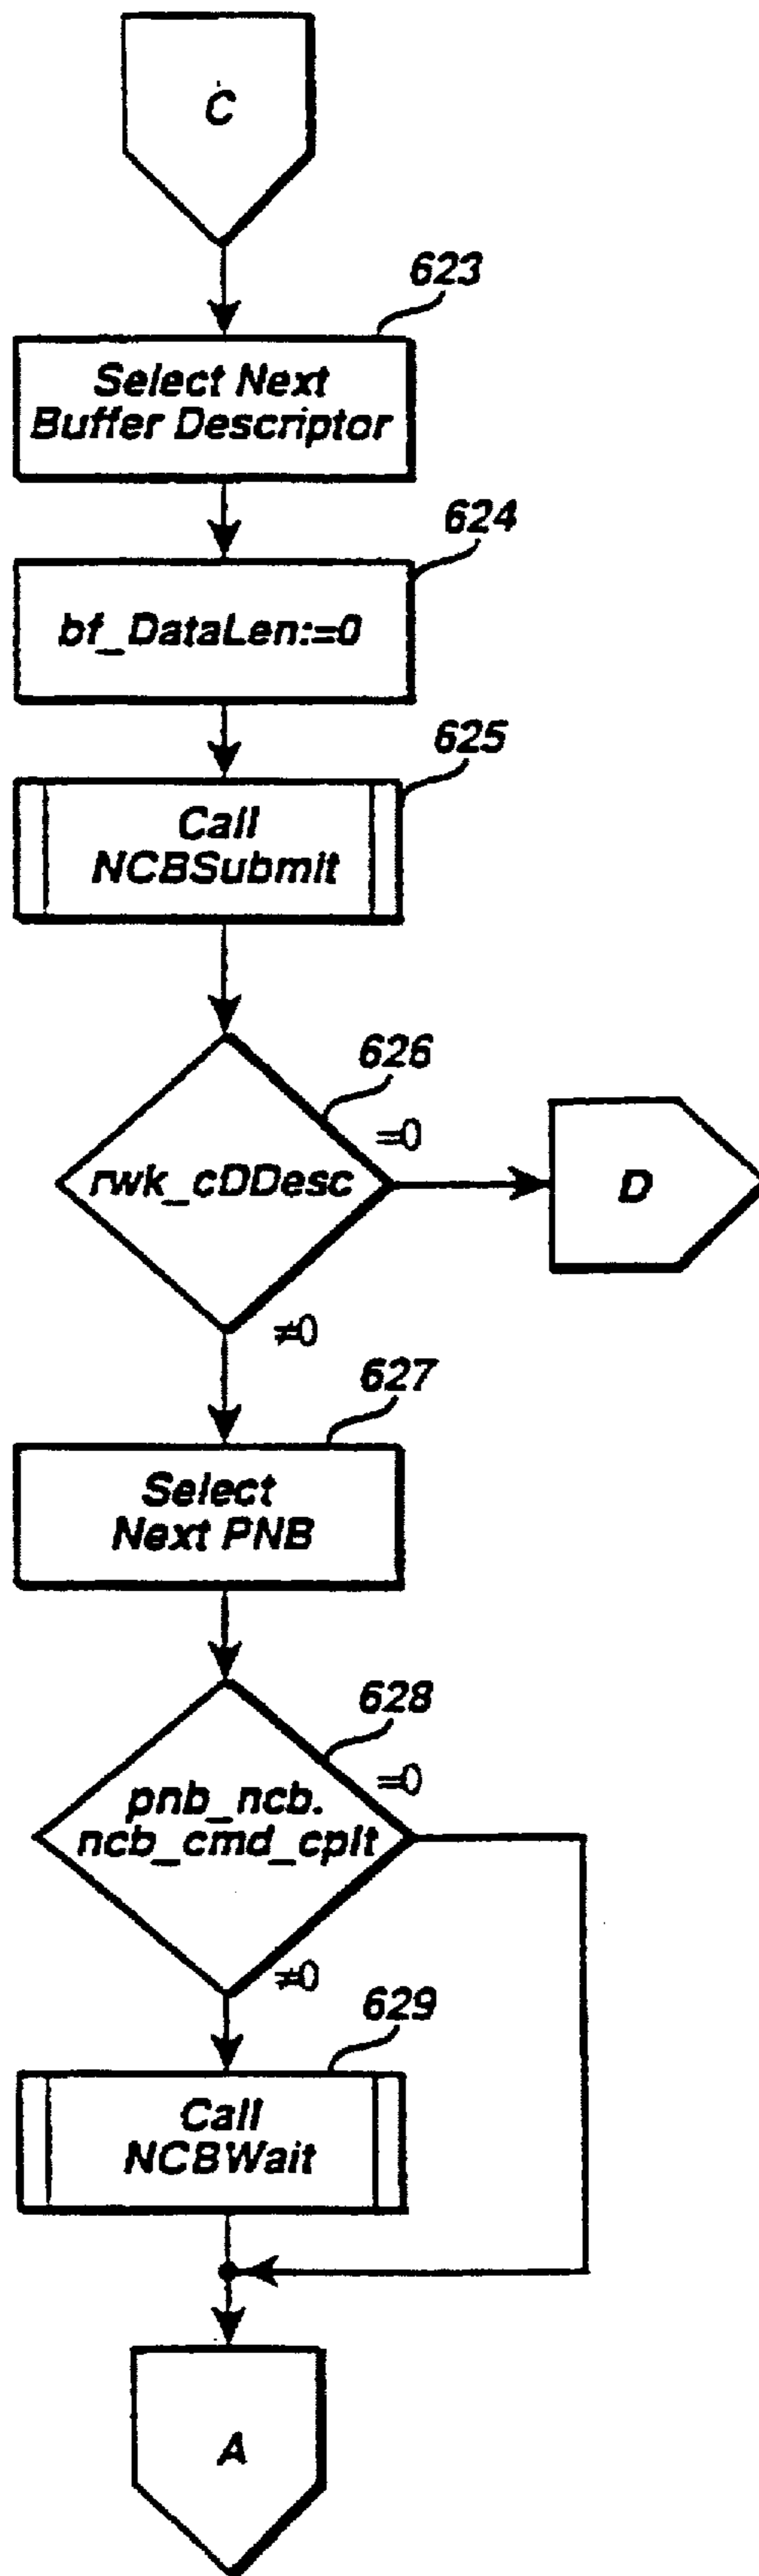 C
623
Select Next
Buffer Descriptor
624
bf_DataLen:=0
625
Call
NCBSubmit
626
=0
rwk_cDDesc
D
≠0
627
Select
Next PNB
628
=0
pnb_ncb.
ncb_cmd_cplt
≠0
629
Call
NCBWait
A